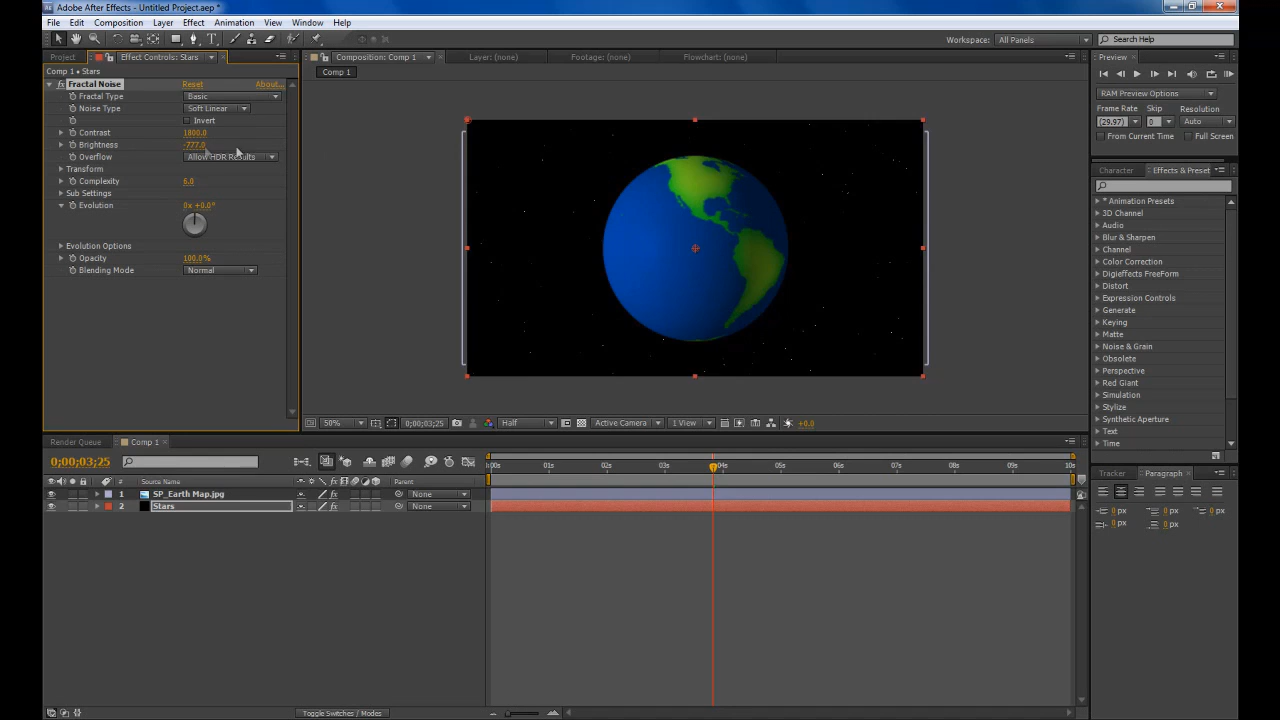 Adobe After Effects - Untitled Project.aep *
File Edit Composition Layer Effect Animation View Window Help
Workspace: All Panels Search Help
Project Effect Controls: Stars
Comp 1 • Stars
Fractal Noise Reset About...
Fractal Type Basic
Noise Type Soft Linear
Invert
Contrast 1800.0
Brightness -777.0
Overflow Allow HDR Results
Transform
Complexity 6.0
Sub Settings
Evolution 0x +0.0°
Evolution Options
Opacity 100.0%
Blending Mode Normal
Composition: Comp 1 Layer: (none) Footage: (none) Flowchart: (none)
Comp 1
50% 0;00;03;25 Half Active Camera 1 View +0.0
Preview
RAM Preview Options
Frame Rate Skip Resolution
(29.97) 0 Auto
From Current Time Full Screen
Character Effects & Preset
* Animation Presets
3D Channel
Audio
Blur & Sharpen
Channel
Color Correction
Digieffects FreeForm
Distort
Expression Controls
Generate
Keying
Matte
Noise & Grain
Obsolete
Perspective
Red Giant
Simulation
Stylize
Synthetic Aperture
Text
Time
Tracker Paragraph
0 px 0 px 0 px
0 px 0 px
Render Queue Comp 1
0;00;03;25
# Source Name Parent
1 SP_Earth Map.jpg None
2 Stars None
:00s 01s 02s 03s 04s 05s 06s 07s 08s 09s 10s
Toggle Switches / Modes